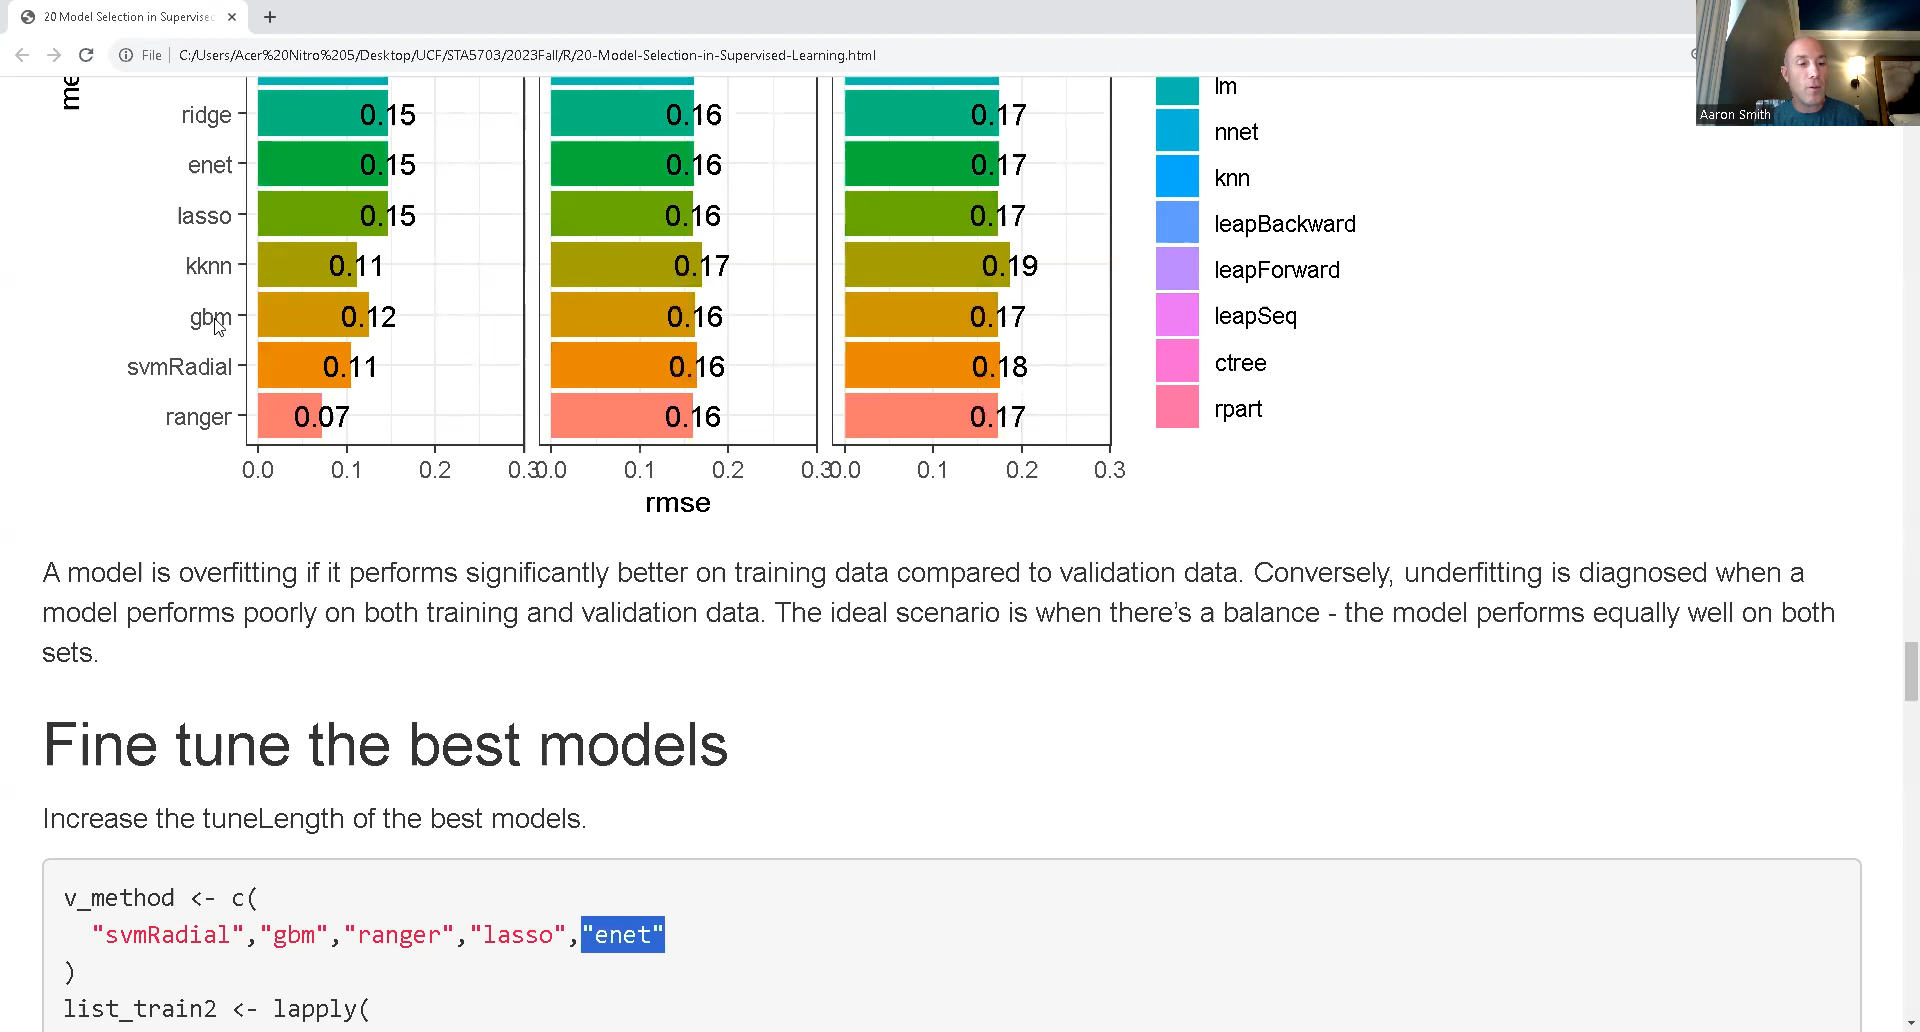 20 Model Selection in Supervised
File
C:/Users/Acer%20Nitro%205/Desktop/UCF/STA5703/2023Fall/R/20-Model-Selection-in-Supervised-Learning.html
Aaron Smith
me
ridge 0.15 0.16 0.17
enet 0.15 0.16 0.17
lasso 0.15 0.16 0.17
kknn 0.11 0.17 0.19
gbm 0.12 0.16 0.17
svmRadial 0.11 0.16 0.18
ranger 0.07 0.16 0.17
0.0 0.1 0.2 0.3 0.0 0.1 0.2 0.3 0.0 0.1 0.2 0.3
rmse
lm
nnet
knn
leapBackward
leapForward
leapSeq
ctree
rpart
A model is overfitting if it performs significantly better on training data compared to validation data. Conversely, underfitting is diagnosed when a
model performs poorly on both training and validation data. The ideal scenario is when there’s a balance - the model performs equally well on both
sets.
Fine tune the best models
Increase the tuneLength of the best models.
v_method <- c(
"svmRadial","gbm","ranger","lasso","enet"
)
list_train2 <- lapply(